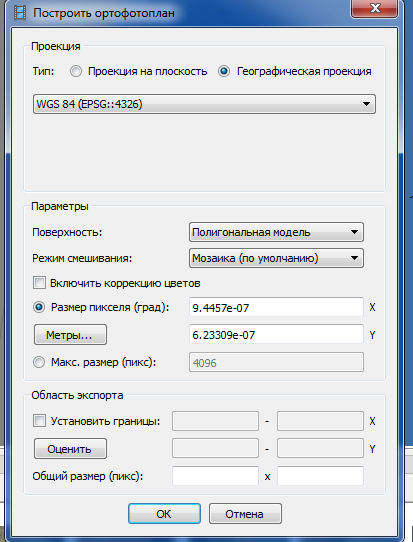 Построить ортофотоплан
Проекция
Тип: Проекция на плоскость Географическая проекция
WGS 84 (EPSG::4326)
Параметры
Поверхность: Полигональная модель
Режим смешивания: Мозаика (по умолчанию)
Включить коррекцию цветов
Размер пикселя (град): 9.4457e-07 X
Метры... 6.23309e-07 Y
Макс. размер (пикс): 4096
Область экспорта
Установить границы: - X
Оценить - Y
Общий размер (пикс): x
OK Отмена